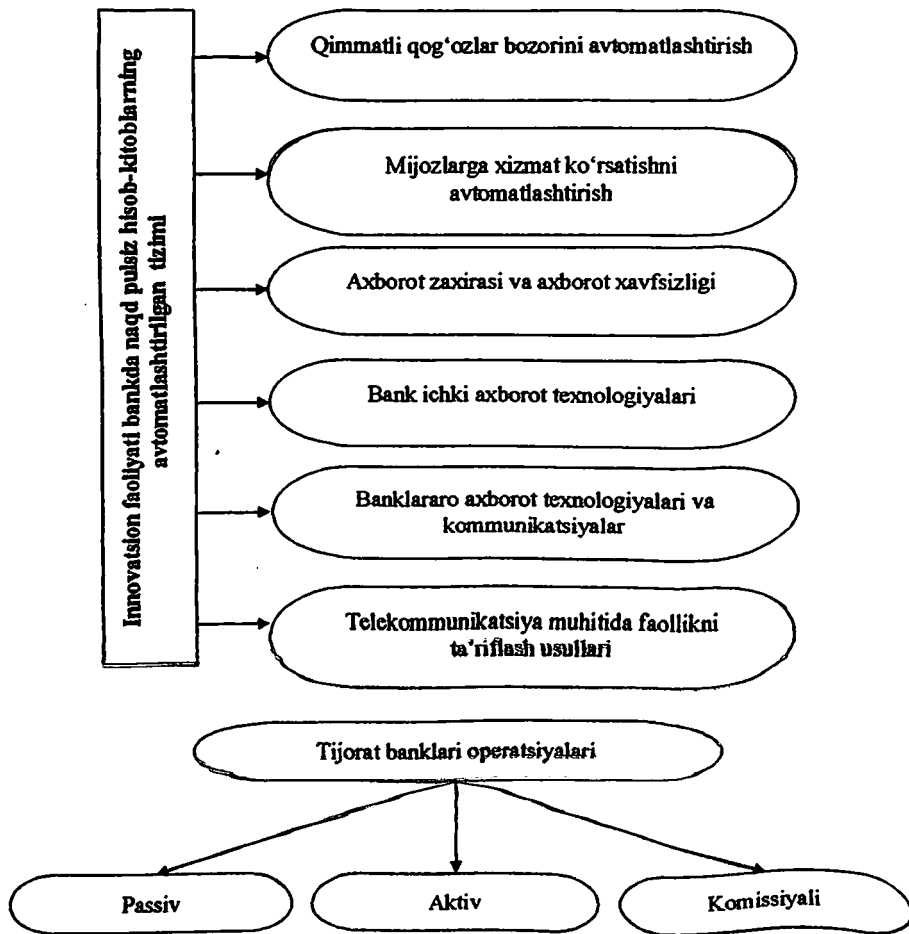 Innovatsion faoliyati bankda naqd pulsiz hisob-kitoblarning
avtomatlashtirilgan tizimi
Qimmatli qog‘ozlar bozorini avtomatlashtirish
Mijozlarga xizmat ko‘rsatishni
avtomatlashtirish
Axborot zaxirasi va axborot xavfsizligi
Bank ichki axborot texnologiyalari
Banklararo axborot texnologiyalari va
kommunikatsiyalar
Telekommunikatsiya muhitida faollikni
ta’riflash usullari
Tijorat banklari operatsiyalari
Passiv
Aktiv
Komissiyali